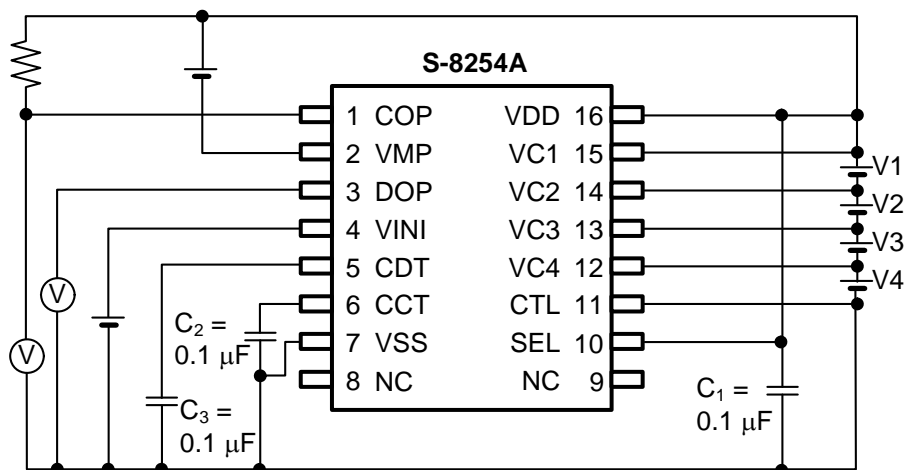 S-8254A
1 COP VDD 16
2 VMP VC1 15
3 DOP VC2 14
4 VINI VC3 13
5 CDT VC4 12
6 CCT CTL 11
7 VSS SEL 10
8 NC NC 9
V1
V2
V3
V4
V
V
C2 =
0.1 μF
C3 =
0.1 μF
C1 =
0.1 μF